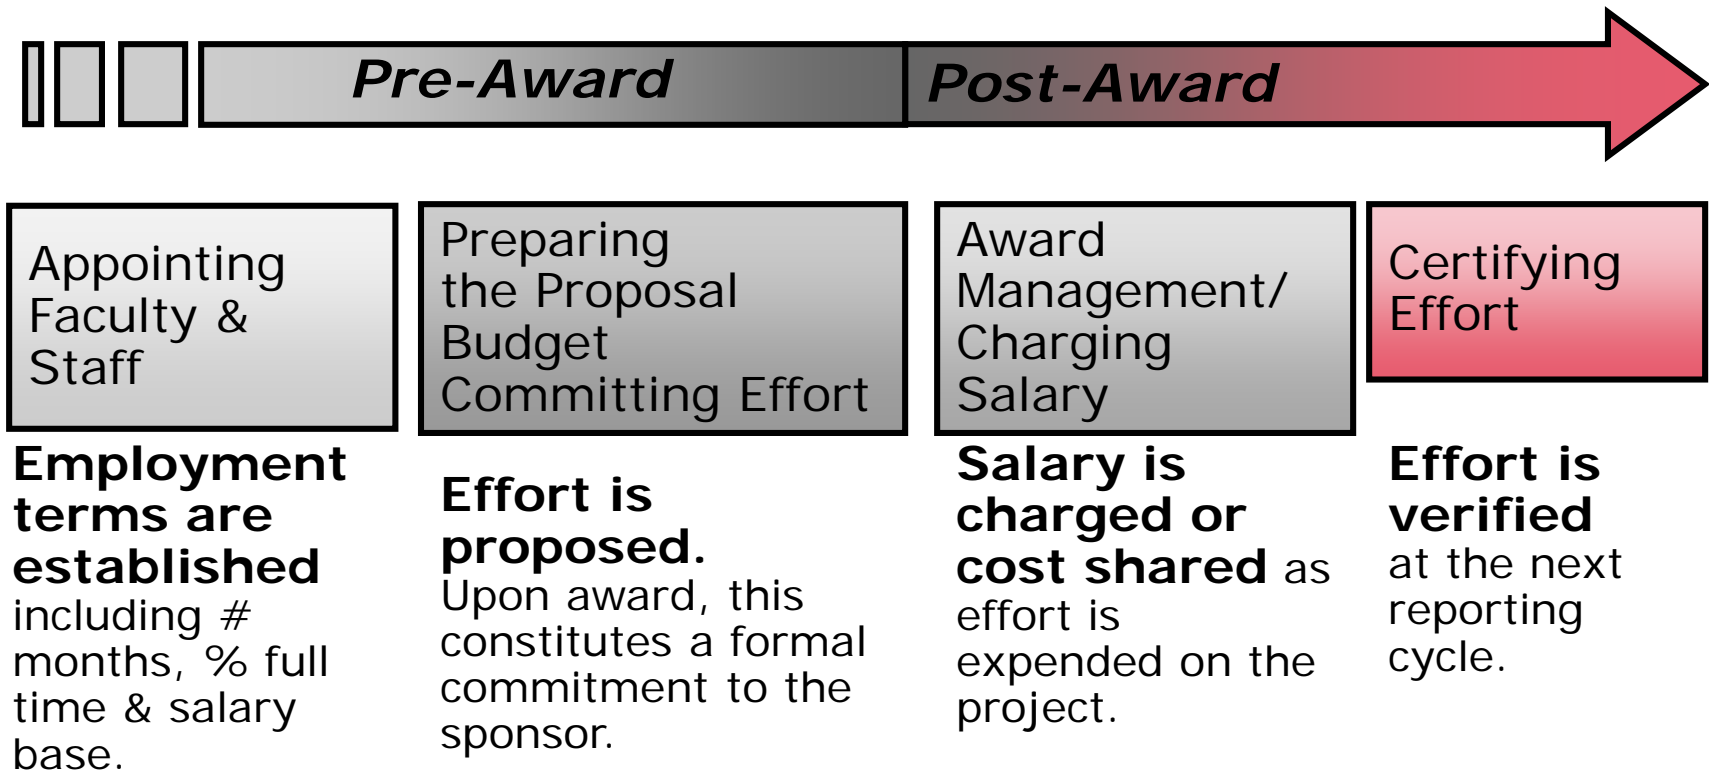 Pre-Award
Post-Award
Appointing
Faculty &
Staff
Employment
terms are
established
including #
months, % full
time & salary
base.
Preparing
the Proposal
Budget
Committing Effort
Effort is
proposed.
Upon award, this
constitutes a formal
commitment to the
sponsor.
Award
Management/
Charging
Salary
Salary is
charged or
cost shared as
effort is
expended on the
project.
Certifying
Effort
Effort is
verified
at the next
reporting
cycle.